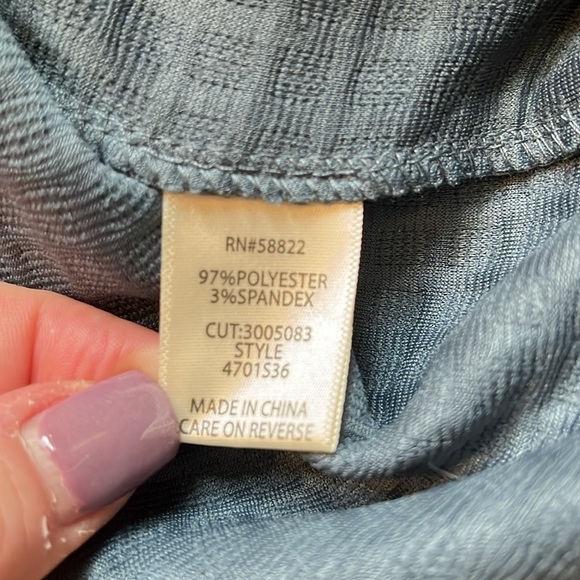 RN#58822
97%POLYESTER
3%SPANDEX
CUT:3005083
STYLE
4701S36
MADE IN CHINA
CARE ON REVERSE